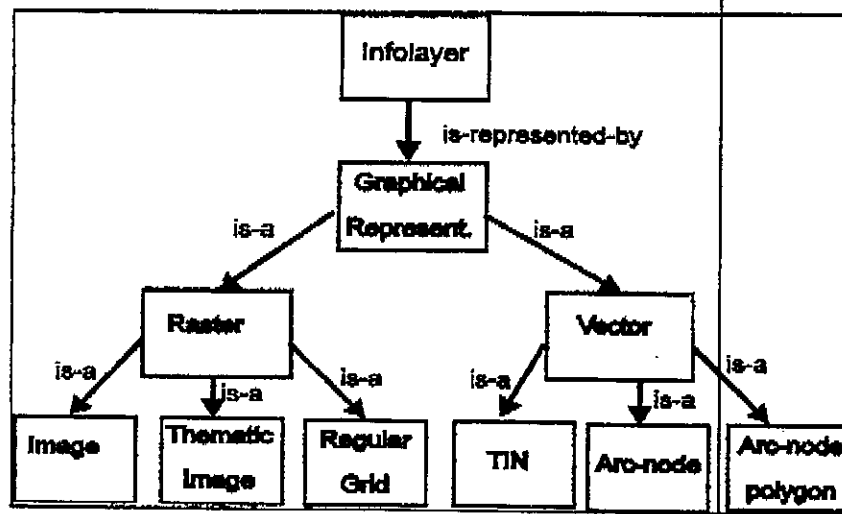 Infolayer
is-represented-by
Graphical
Represent.
is-a
is-a
Raster
Vector
is-a
is-a
is-a
is-a
is-a
is-a
Image
Thematic
Image
Regular
Grid
TIN
Arc-node
Arc-node
polygon